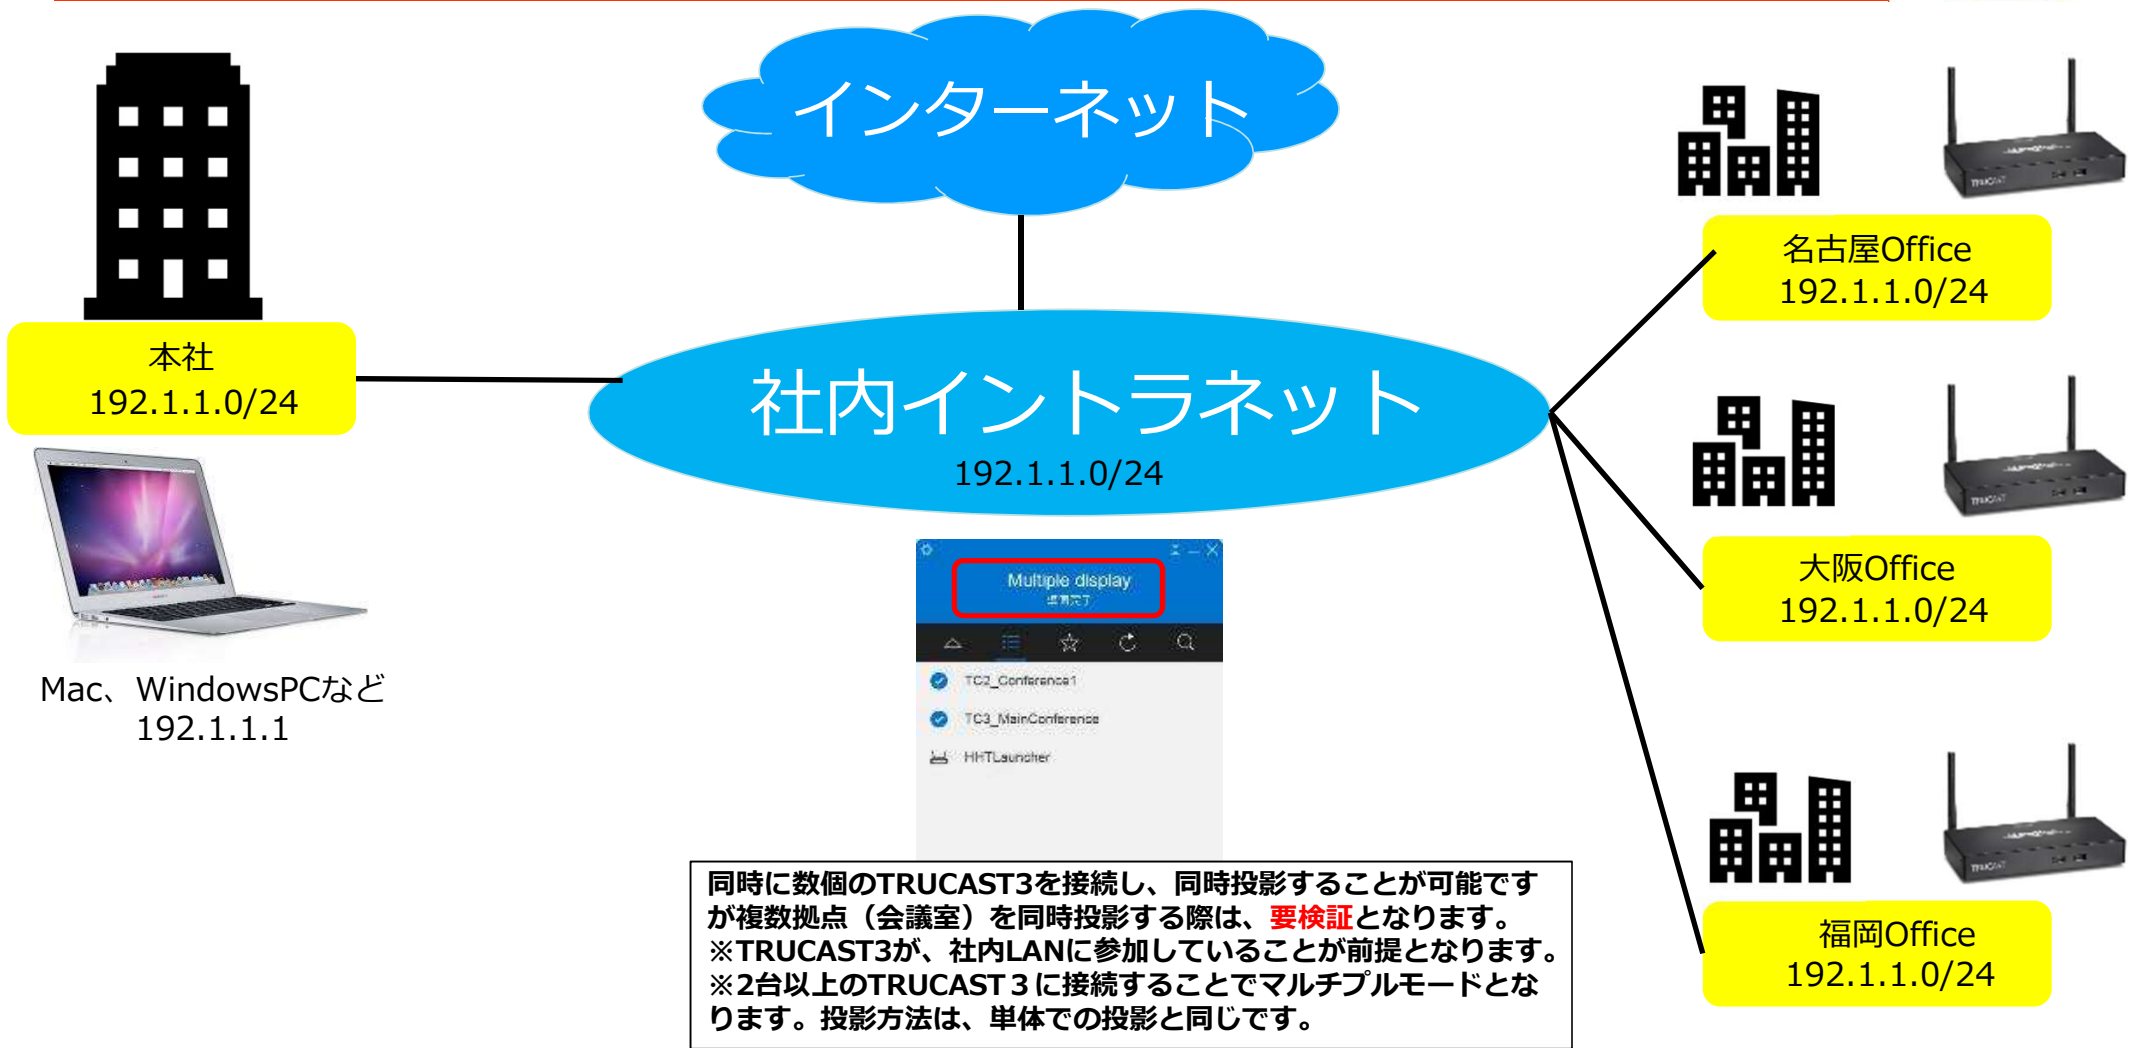 インターネット
本社
192.1.1.0/24
社内イントラネット
192.1.1.0/24
名古屋Office
192.1.1.0/24
大阪Office
192.1.1.0/24
福岡Office
192.1.1.0/24
TRUCAST
TRUCAST
TRUCAST
Mac、WindowsPCなど
192.1.1.1
Multiple display
準備完了
TC2_Conference1
TC3_MainConference
HHTLauncher
同時に数個のTRUCAST3を接続し、同時投影することが可能です
が複数拠点（会議室）を同時投影する際は、要検証となります。
※TRUCAST3が、社内LANに参加していることが前提となります。
※2台以上のTRUCAST３に接続することでマルチプルモードとな
ります。投影方法は、単体での投影と同じです。